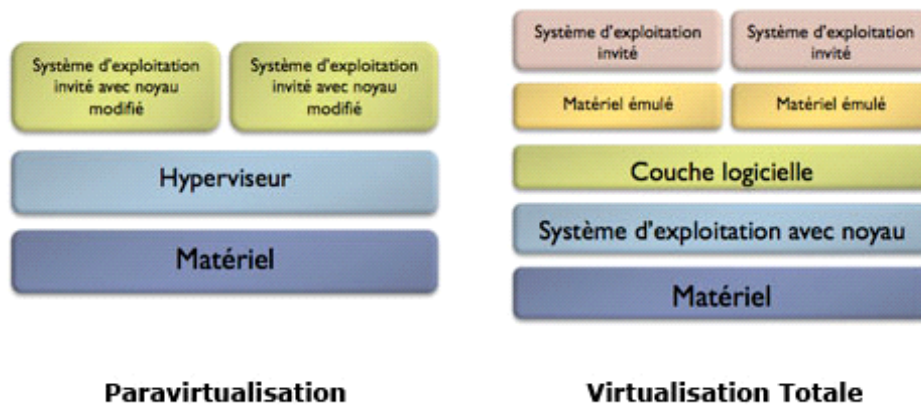 Système d'exploitation
invité avec noyau
modifié
Système d'exploitation
invité avec noyau
modifié
Hyperviseur
Matériel
Paravirtualisation
Système d'exploitation
invité
Système d'exploitation
invité
Matériel émulé
Matériel émulé
Couche logicielle
Système d'exploitation avec noyau
Matériel
Virtualisation Totale